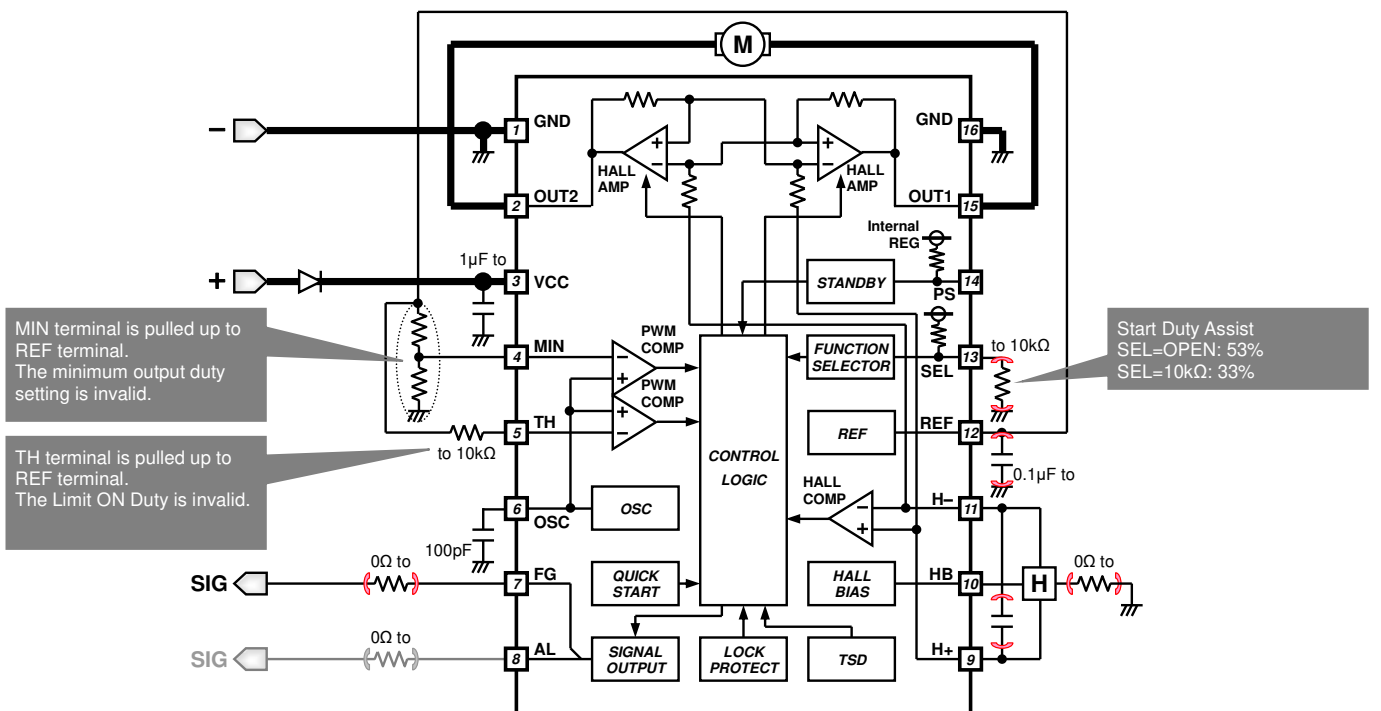 M
−
1
GND
HALL
AMP
HALL
AMP
GND
16
2
OUT2
OUT1
15
+
1µF to
3
VCC
Internal
REG
STANDBY
PS
14
MIN terminal is pulled up to
REF terminal.
The minimum output duty
setting is invalid.
4
MIN
PWM
COMP
PWM
COMP
FUNCTION
SELECTOR
SEL
13
to 10kΩ
Start Duty Assist
SEL=OPEN: 53%
SEL=10kΩ: 33%
TH terminal is pulled up to
REF terminal.
The Limit ON Duty is invalid.
to 10kΩ
5
TH
CONTROL
LOGIC
REF
REF
12
0.1µF to
6
OSC
100pF
OSC
HALL
COMP
H−
11
SIG
0Ω to
7
FG
QUICK
START
HALL
BIAS
HB
10
H
0Ω to
SIG
0Ω to
8
AL
SIGNAL
OUTPUT
LOCK
PROTECT
TSD
H+
9